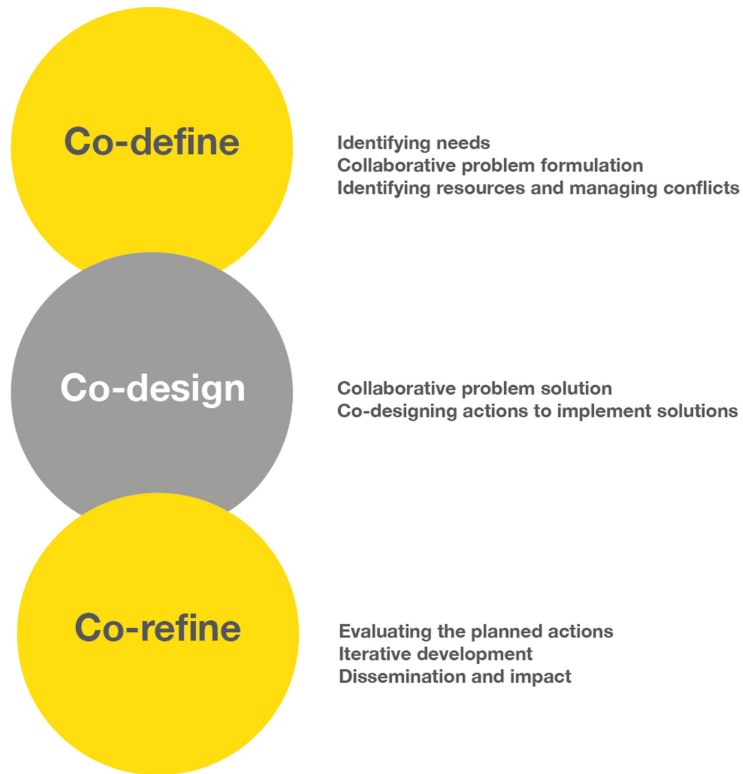 Co-define
Identifying needs
Collaborative problem formulation
Identifying resources and managing conflicts
Co-design
Collaborative problem solution
Co-designing actions to implement solutions
Co-refine
Evaluating the planned actions
Iterative development
Dissemination and impact